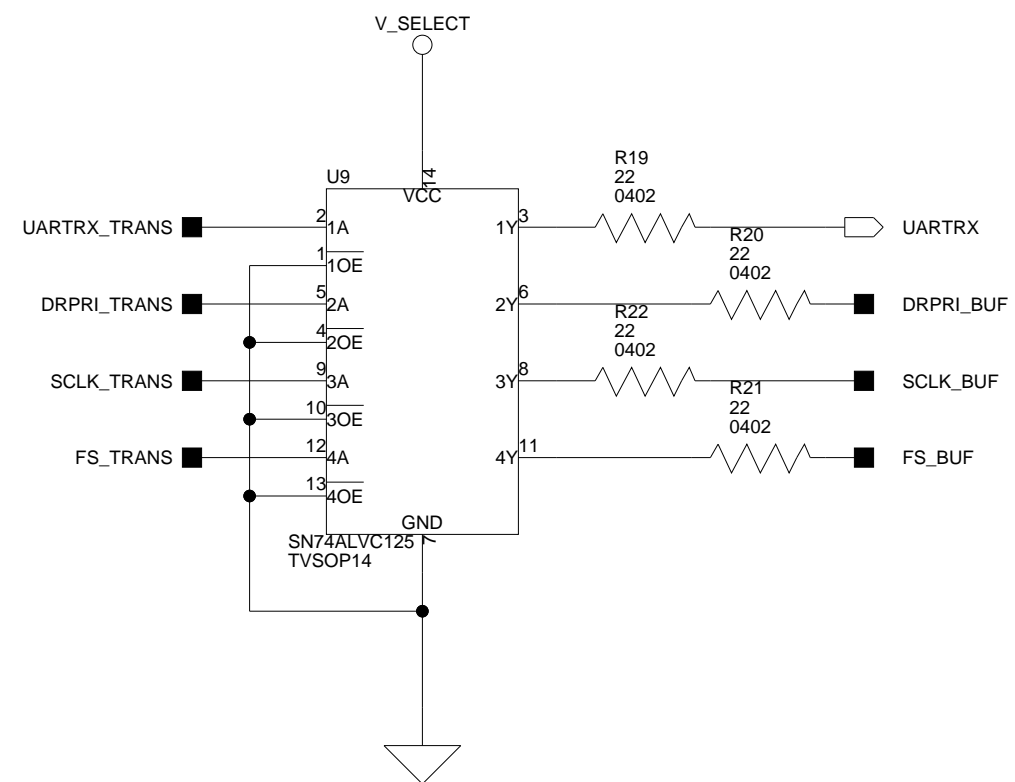 V_SELECT
U9
14
VCC
R19
22
0402
UARTRX_TRANS
2
1A
1Y
3
UARTRX
1
1OE
R20
22
0402
DRPRI_TRANS
5
2A
2Y
6
DRPRI_BUF
4
2OE
R22
22
0402
SCLK_TRANS
9
3A
3Y
8
SCLK_BUF
10
3OE
R21
22
0402
FS_TRANS
12
4A
4Y
11
FS_BUF
13
4OE
GND
7
SN74ALVC125
TVSOP14